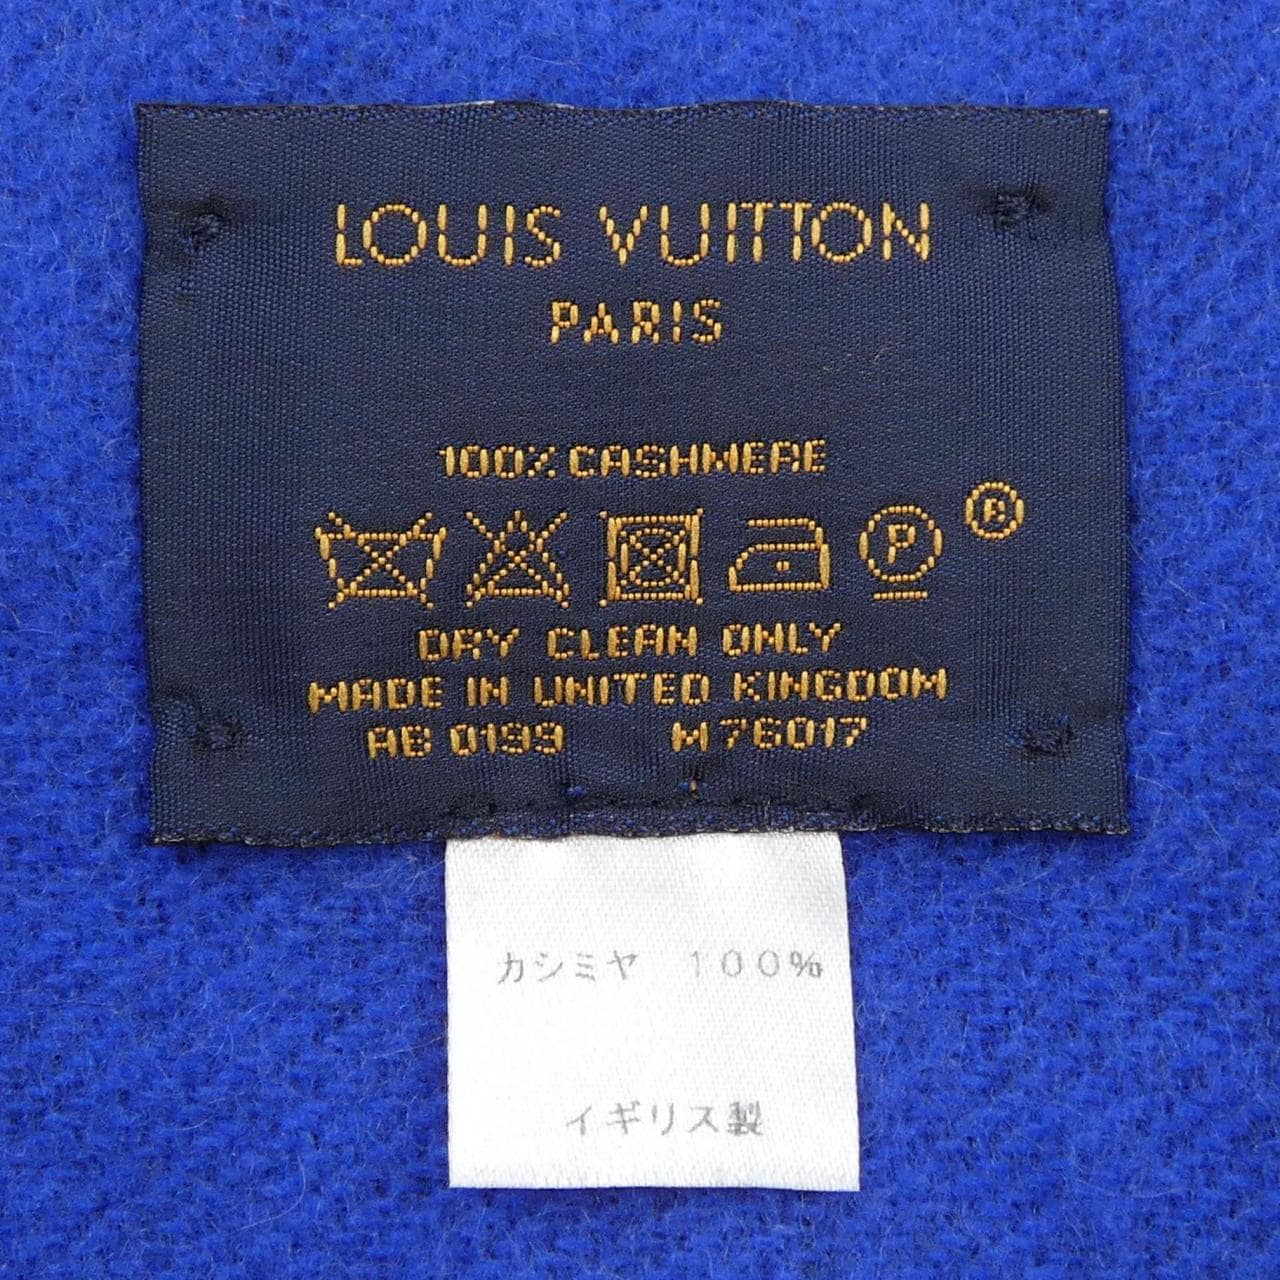 LOUIS VUITTON
PARIS
100% CASHMERE
P ®
DRY CLEAN ONLY
MADE IN UNITED KINGDOM
AB 0199 M76017
カシミヤ 100%
イギリス製